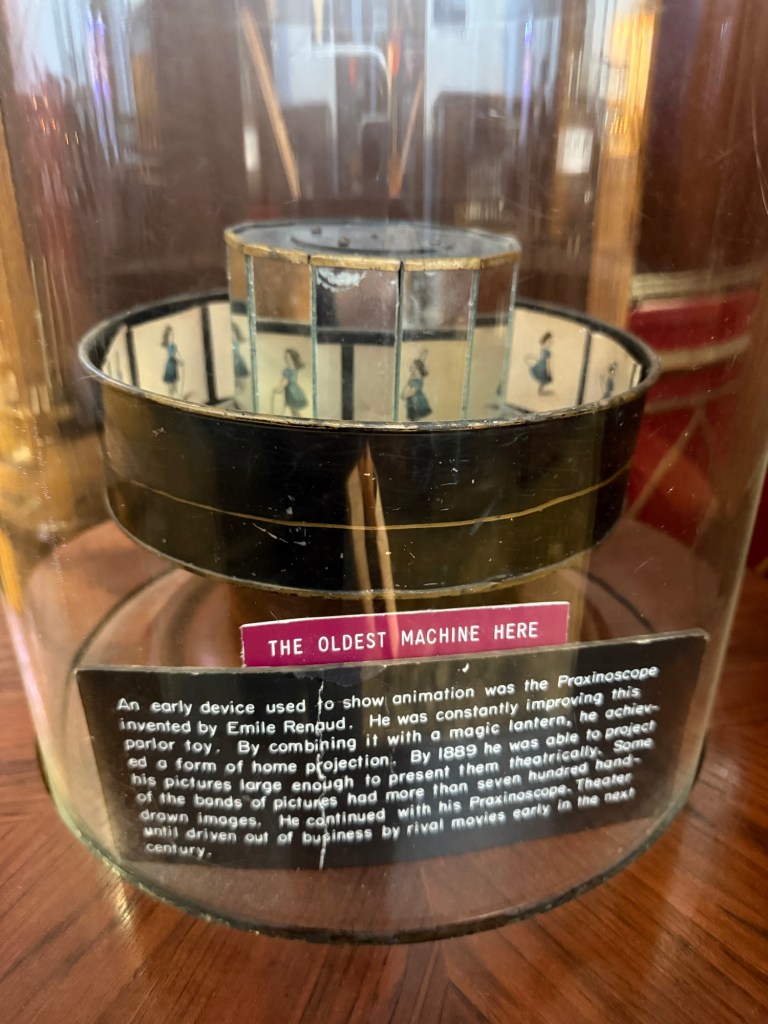 THE OLDEST MACHINE HERE
An early device used to show animation was the Praxinoscope
invented by Emile Renaud. He was constantly improving this
parlor toy. By combining it with a magic lantern, he achiev-
ed a form of home projection. By 1889 he was able to project
his pictures large enough to present them theatrically. Some
of the bands of pictures had more than seven hundred hand-
drawn images. He continued with his Praxinoscope Theater
until driven out of business by rival movies early in the next
century.